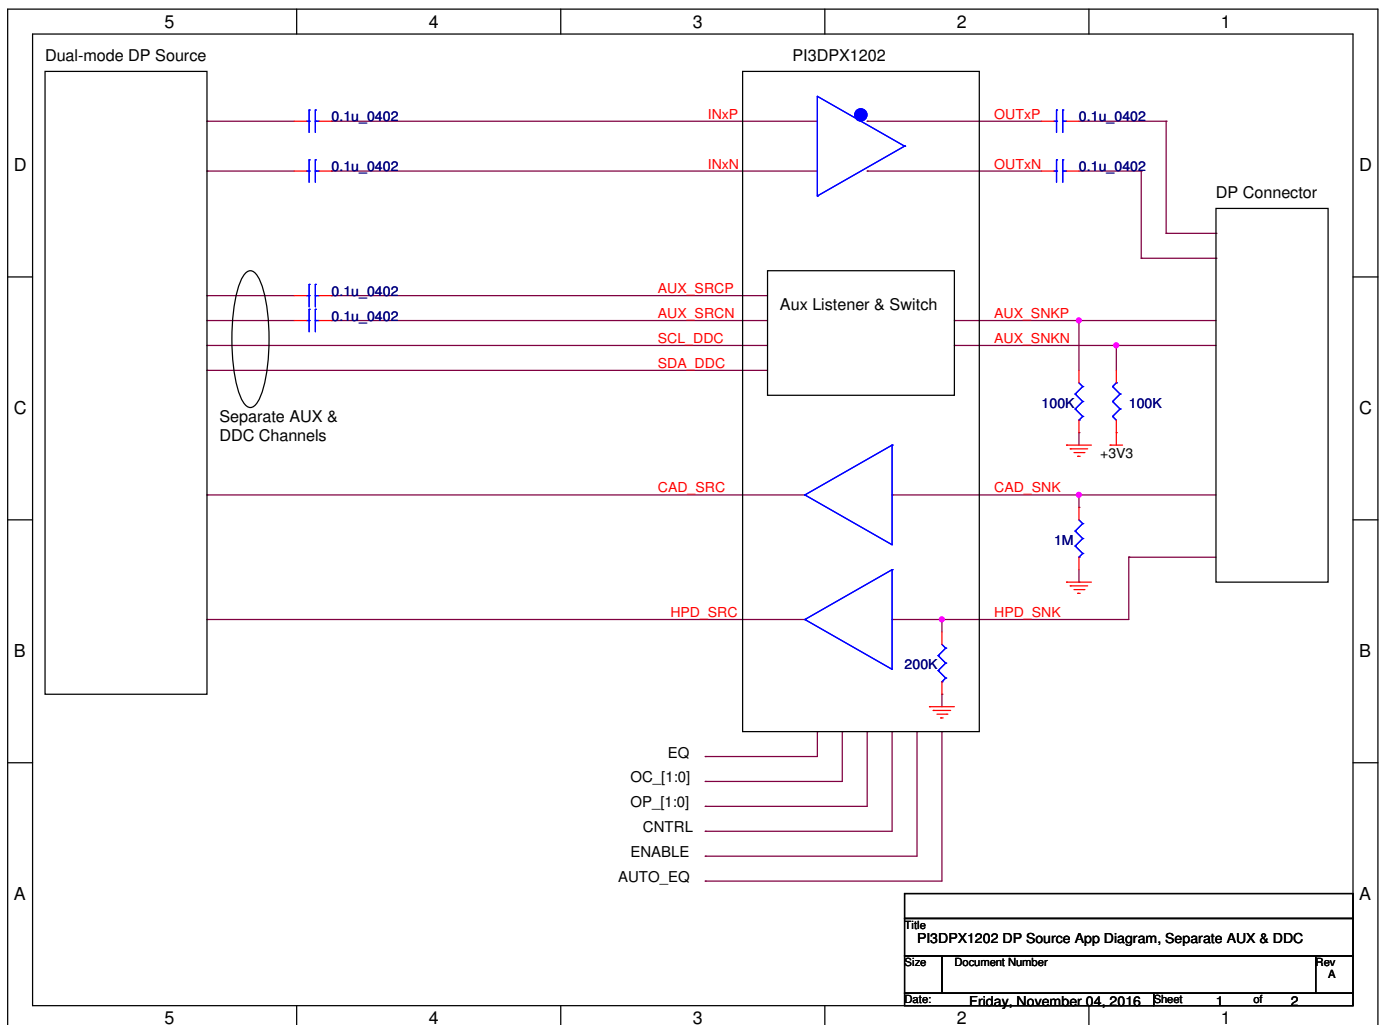 5 4 3 2 1
Dual-mode DP Source
PI3DPX1202
0.1u_0402
INxP
OUTxP
0.1u_0402
D
0.1u_0402
INxN
OUTxN
0.1u_0402
D
DP Connector
0.1u_0402
AUX_SRCP
Aux Listener & Switch
0.1u_0402
AUX_SRCN
AUX_SNKP
SCL_DDC
AUX_SNKN
SDA_DDC
C
100K
100K
C
Separate AUX &
DDC Channels
+3V3
CAD_SRC
CAD_SNK
1M
HPD_SRC
HPD_SNK
B
200K
B
EQ
OC_[1:0]
OP_[1:0]
CNTRL
ENABLE
AUTO_EQ
A
A
Title
PI3DPX1202 DP Source App Diagram, Separate AUX & DDC
Size
Document Number
Rev
A
Date:
Friday, November 04, 2016
Sheet
1 of 2
5 4 3 2 1